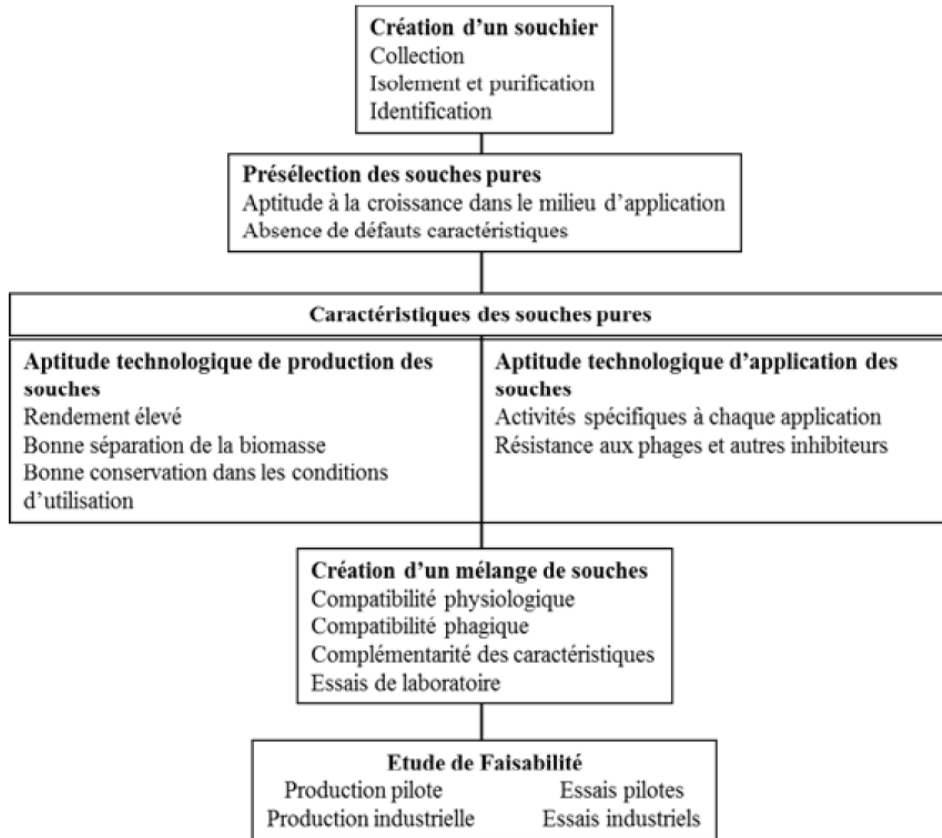 Création d’un souchier
Collection
Isolement et purification
Identification
Présélection des souches pures
Aptitude à la croissance dans le milieu d’application
Absence de défauts caractéristiques
Caractéristiques des souches pures
Aptitude technologique de production des
souches
Rendement élevé
Bonne séparation de la biomasse
Bonne conservation dans les conditions
d’utilisation
Aptitude technologique d’application des
souches
Activités spécifiques à chaque application
Résistance aux phages et autres inhibiteurs
Création d’un mélange de souches
Compatibilité physiologique
Compatibilité phagique
Complémentarité des caractéristiques
Essais de laboratoire
Etude de Faisabilité
Production pilote Essais pilotes
Production industrielle Essais industriels